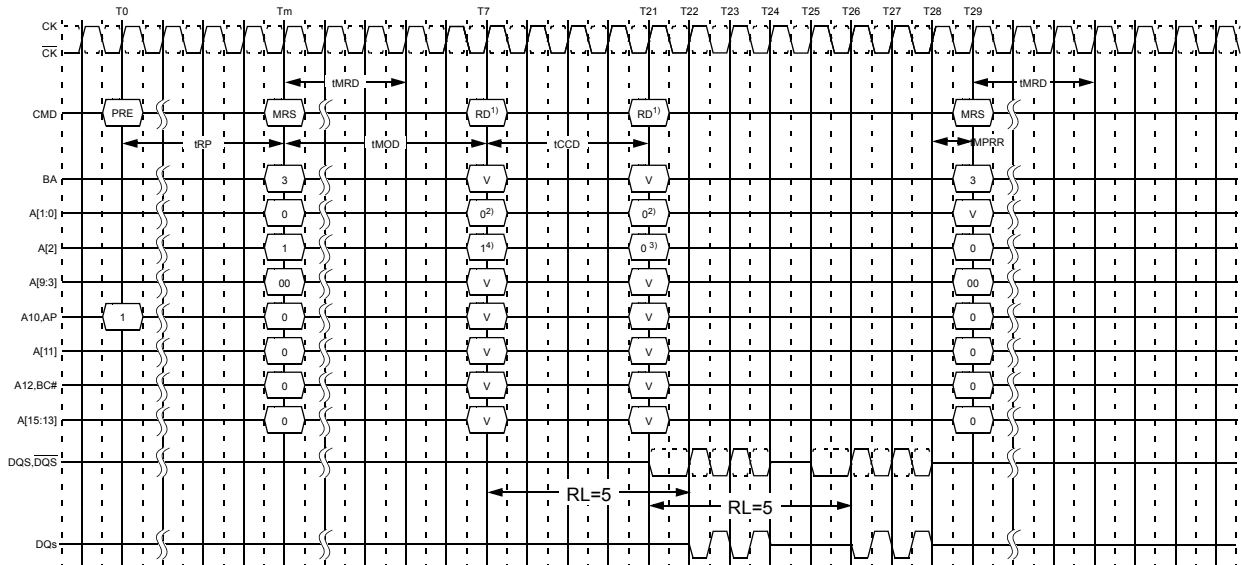 T0 Tm T7 T21 T22 T23 T24 T25 T26 T27 T28 T29
CK
CK
tMRD tMRD
CMD PRE MRS RD1) RD1) MRS
tRP tMOD tCCD tMPRR
BA 3 V V 3
A[1:0] 0 02) 02) V
A[2] 1 14) 0 3) 0
A[9:3] 00 V V 00
A10,AP 1 0 V V 0
A[11] 0 V V 0
A12,BC# 0 V V 0
A[15:13] 0 V V 0
DQS,DQS
RL=5
RL=5
DQs